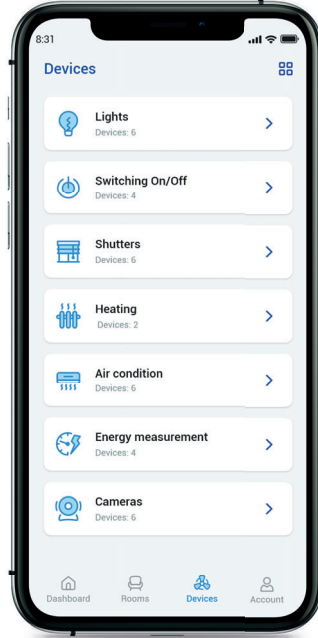 8:31
Devices
Lights
Devices: 6
Switching On/Off
Devices: 4
Shutters
Devices: 6
Heating
Devices: 2
Air condition
Devices: 6
Energy measurement
Devices: 4
Cameras
Devices: 6
Dashboard Rooms Devices Account